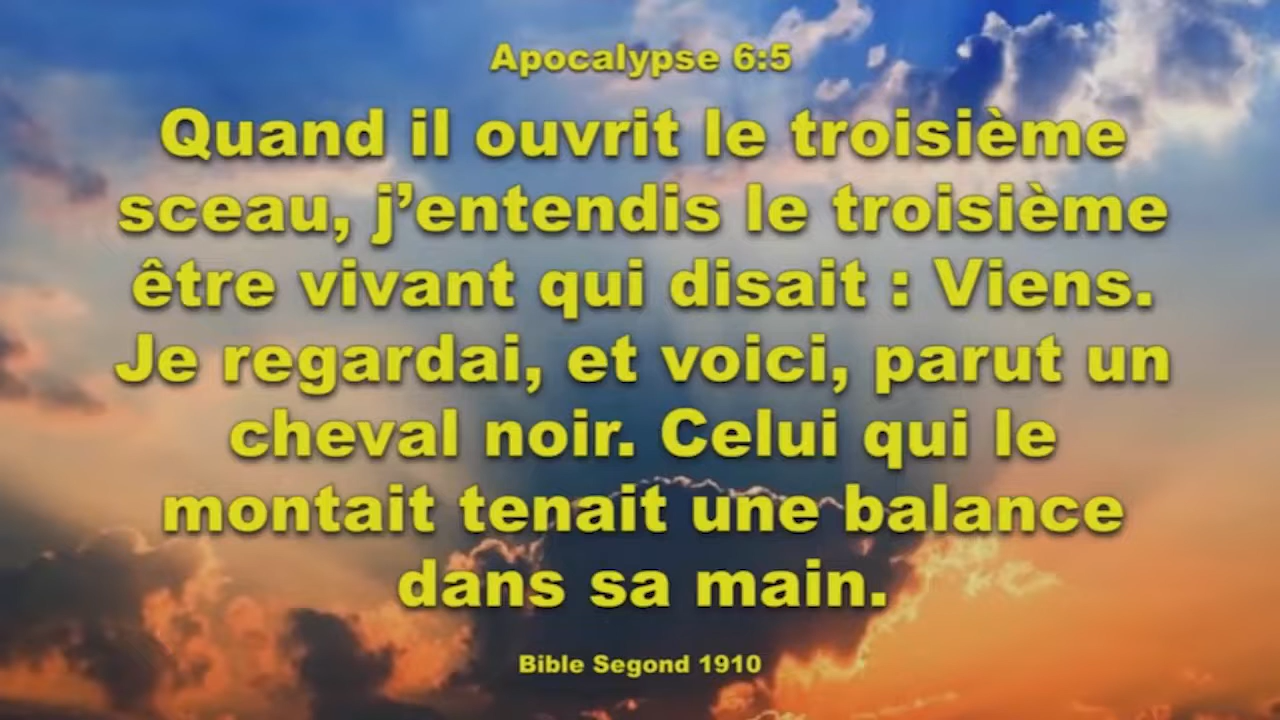 Apocalypse 6:5
Quand il ouvrit le troisième
sceau, j’entendis le troisième
être vivant qui disait : Viens.
Je regardai, et voici, parut un
cheval noir. Celui qui le
montait tenait une balance
dans sa main.
Bible Segond 1910